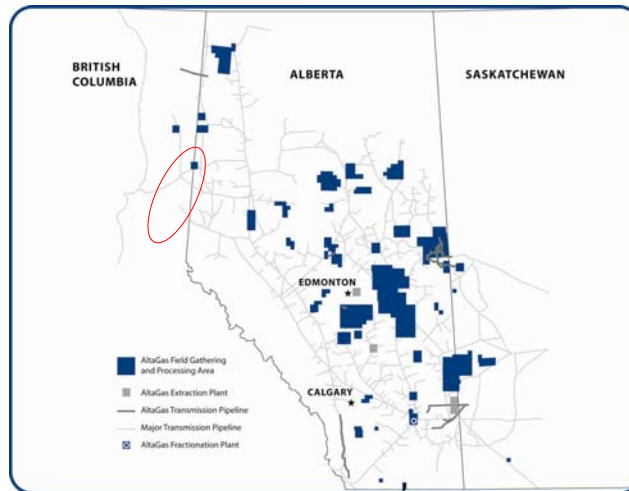 BRITISH
COLUMBIA
ALBERTA
SASKATCHEWAN
EDMONTON
CALGARY
AltaGas Field Gathering
and Processing Area
AltaGas Extraction Plant
AltaGas Transmission Pipeline
Major Transmission Pipeline
AltaGas Fractionation Plant